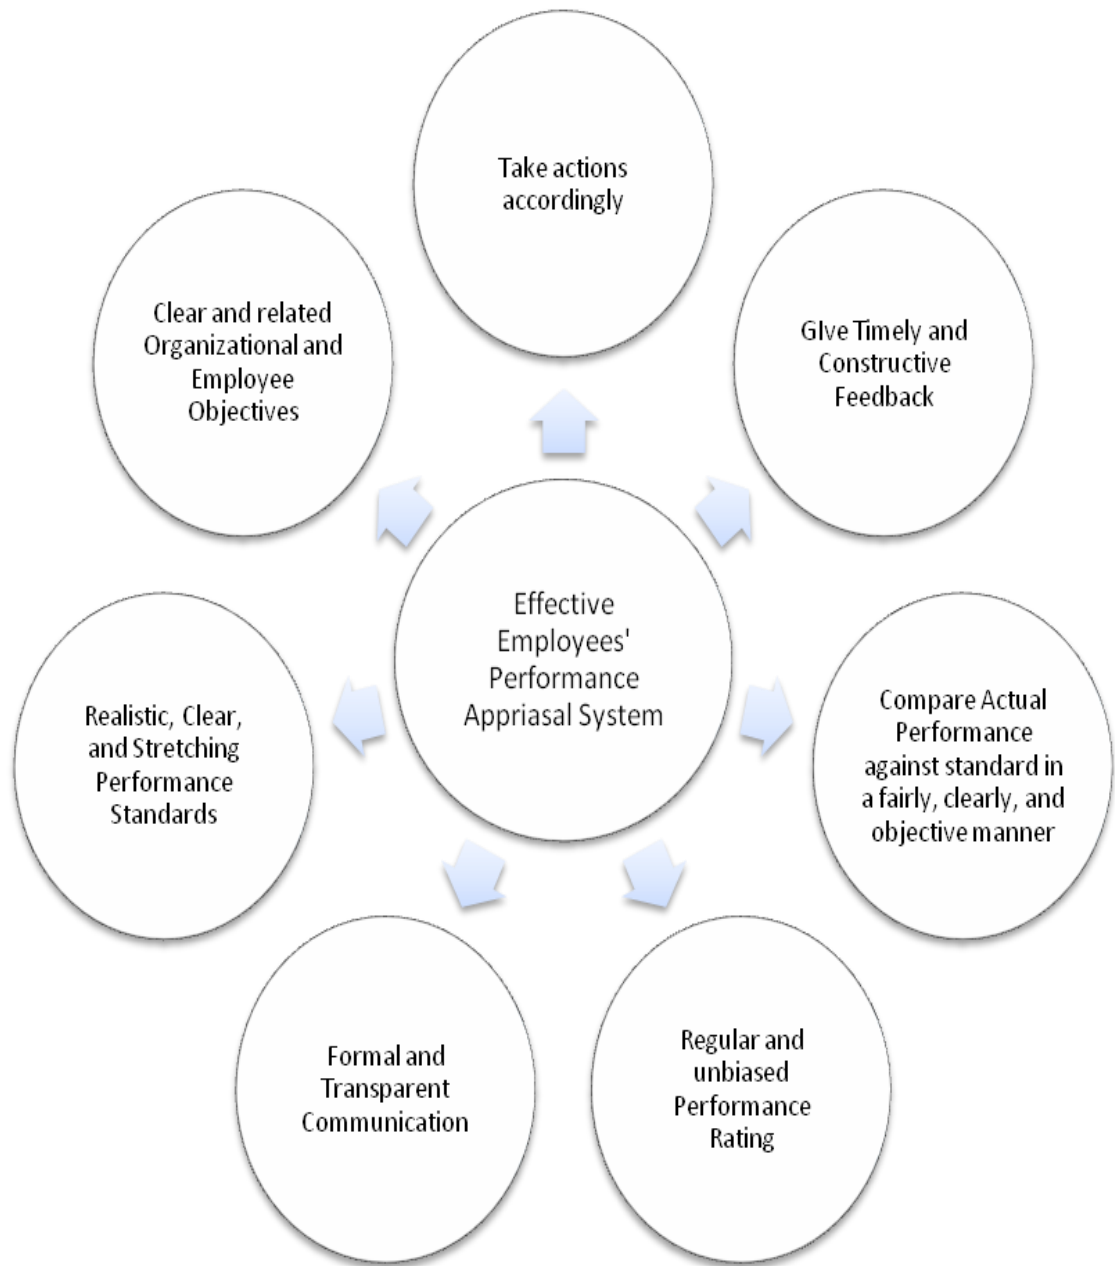 Take actions
accordingly
Clear and related
Organizational and
Employee
Objectives
GIve Timely and
Constructive
Feedback
Effective
Employees'
Performance
Appriasal System
Realistic, Clear,
and Stretching
Performance
Standards
Compare Actual
Performance
against standard in
a fairly, clearly, and
objective manner
Formal and
Transparent
Communication
Regular and
unbiased
Performance
Rating